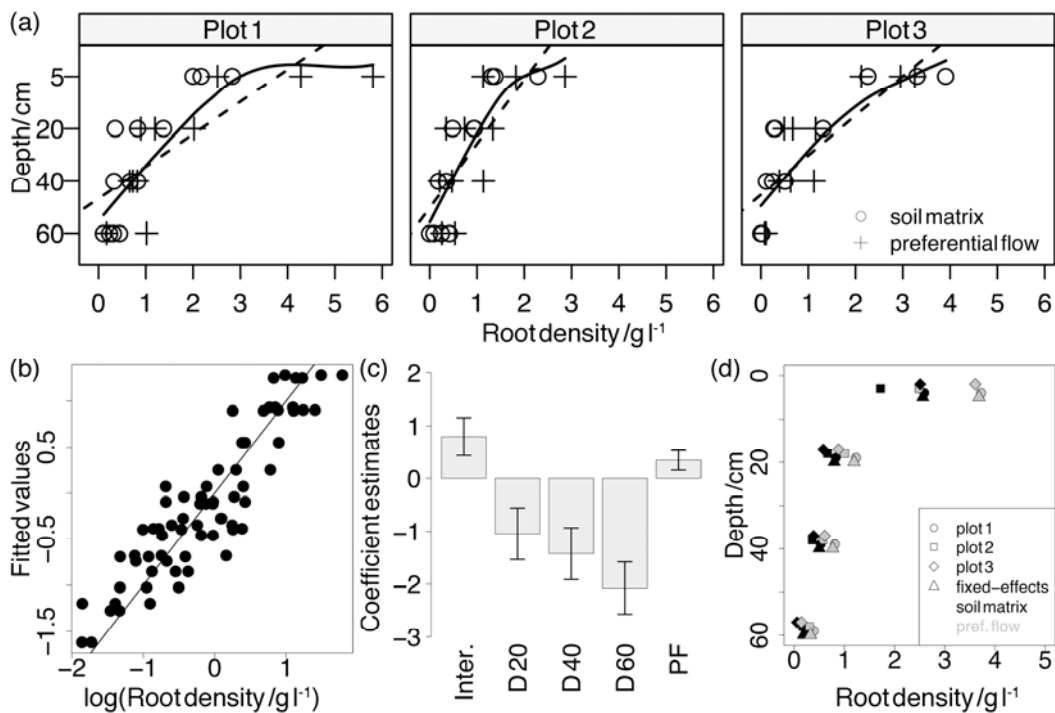 (a)
Plot 1
Plot 2
Plot 3
Depth/cm
5
20
40
60
soil matrix
preferential flow
0 1 2 3 4 5 6
0 1 2 3 4 5 6
0 1 2 3 4 5 6
Root density/g l⁻¹
(b)
Fitted values
0.5
−0.5
−1.5
−2 −1 0 1
log(Root density/g l⁻¹)
(c)
Coefficient estimates
2
1
0
−1
−2
−3
Inter.
D20
D40
D60
PF
(d)
Depth/cm
0
20
40
60
plot 1
plot 2
plot 3
fixed−effects
soil matrix
pref. flow
0 1 2 3 4 5
Root density/g l⁻¹